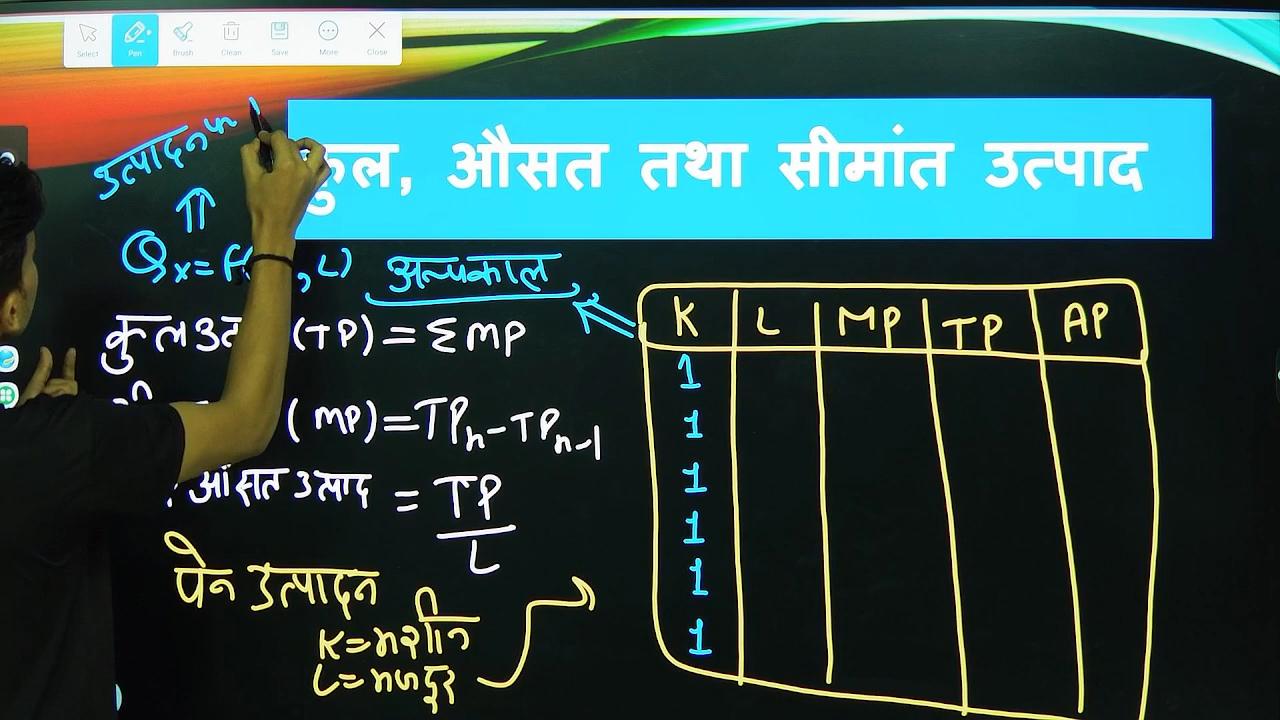 Select Pen Brush Clean Save More Close
कुल, औसत तथा सीमांत उत्पाद
उत्पादन
Qx = f( , L) अल्पकाल
कुल उत (TP) = ΣMP
(MP) = TPn - TPn-1
औसत उत्पाद = TP
L
पेन उत्पादन
K = मशीन
L = मजदूर
K L MP TP AP
1
1
1
1
1
1